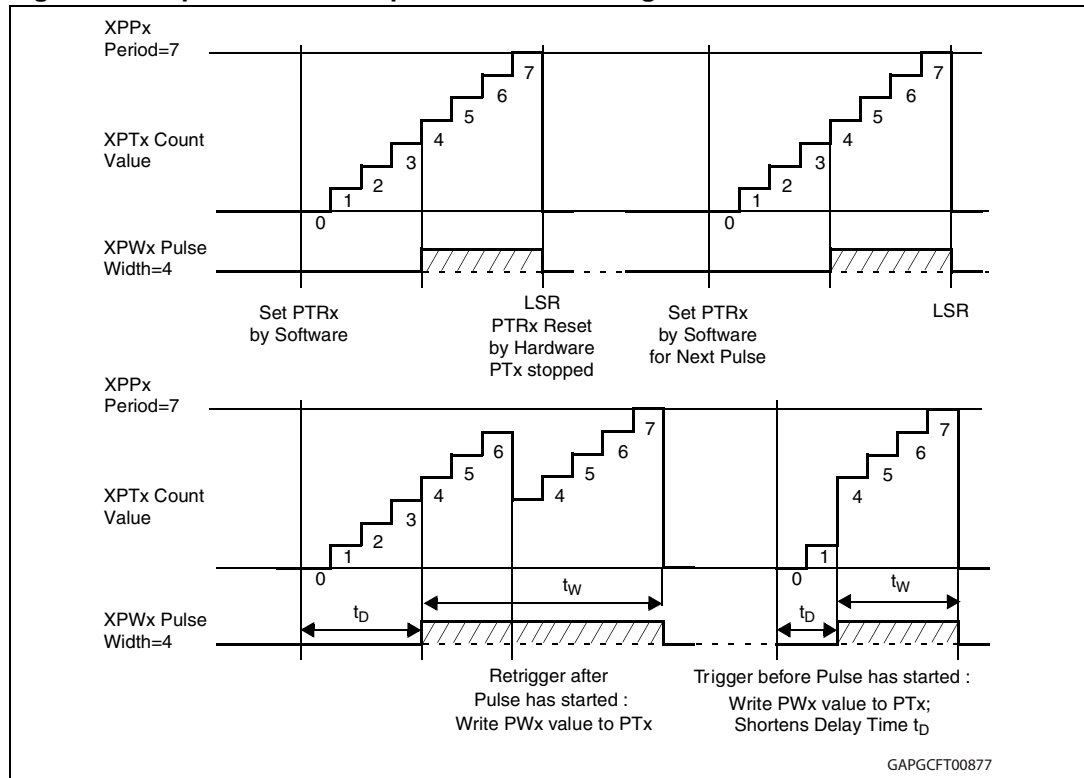 XPPx
Period=7
7
6
5
XPTx Count
Value
4
3
2
1
0
7
6
5
4
3
2
1
0
XPWx Pulse
Width=4
Set PTRx
by Software
LSR
PTRx Reset
by Hardware
PTx stopped
Set PTRx
by Software
for Next Pulse
LSR
XPPx
Period=7
XPTx Count
Value
0
1
2
3
4
5
6
4
5
6
7
0
1
4
5
6
7
XPWx Pulse
Width=4
tD
tW
tD
tW
Retrigger after
Pulse has started :
Write PWx value to PTx
Trigger before Pulse has started :
Write PWx value to PTx;
Shortens Delay Time tD
GAPGCFT00877